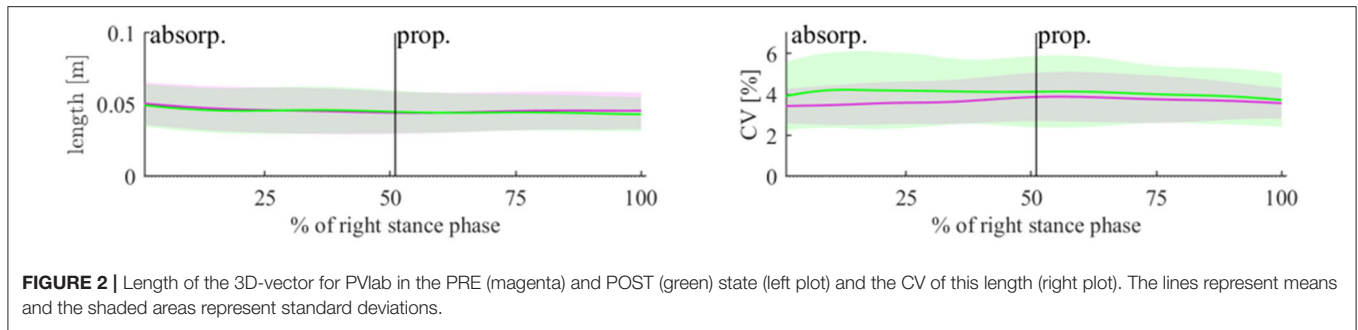 0.1
absorp.
prop.
length [m]
0.05
0
25
50
75
100
% of right stance phase
absorp.
prop.
6
CV [%]
4
2
0
25
50
75
100
% of right stance phase
FIGURE 2 | Length of the 3D-vector for PVlab in the PRE (magenta) and POST (green) state (left plot) and the CV of this length (right plot). The lines represent means
and the shaded areas represent standard deviations.